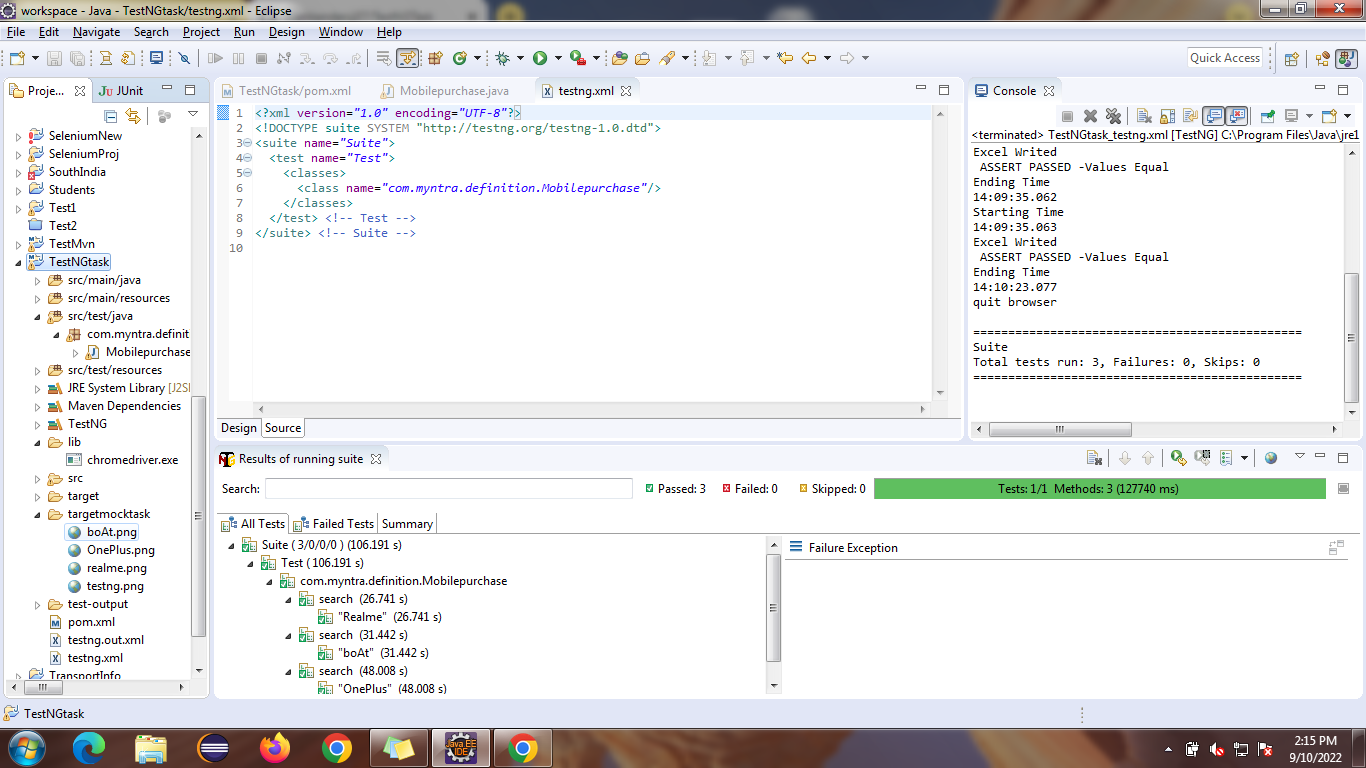 workspace - Java - TestNGtask/testng.xml - Eclipse
File Edit Navigate Search Project Run Design Window Help
Quick Access
Proje...
JUnit
SeleniumNew
SeleniumProj
SouthIndia
Students
Test1
Test2
TestMvn
TestNGtask
src/main/java
src/main/resources
src/test/java
com.myntra.definit
Mobilepurchase
src/test/resources
JRE System Library [J2SI
Maven Dependencies
TestNG
lib
chromedriver.exe
src
target
targetmocktask
boAt.png
OnePlus.png
realme.png
testng.png
test-output
pom.xml
testng.out.xml
testng.xml
TransportInfo
TestNGtask/pom.xml Mobilepurchase.java testng.xml
1 <?xml version="1.0" encoding="UTF-8"?>
2 <!DOCTYPE suite SYSTEM "http://testng.org/testng-1.0.dtd">
3 <suite name="Suite">
4 <test name="Test">
5 <classes>
6 <class name="com.myntra.definition.Mobilepurchase"/>
7 </classes>
8 </test> <!-- Test -->
9 </suite> <!-- Suite -->
10
Design Source
Console
<terminated> TestNGtask_testng.xml [TestNG] C:\Program Files\Java\jre1
Excel Writed
ASSERT PASSED -Values Equal
Ending Time
14:09:35.062
Starting Time
14:09:35.063
Excel Writed
ASSERT PASSED -Values Equal
Ending Time
14:10:23.077
quit browser
===============================================
Suite
Total tests run: 3, Failures: 0, Skips: 0
===============================================
Results of running suite
Search: Passed: 3 Failed: 0 Skipped: 0 Tests: 1/1 Methods: 3 (127740 ms)
All Tests Failed Tests Summary
Suite ( 3/0/0/0 ) (106.191 s)
Test ( 106.191 s)
com.myntra.definition.Mobilepurchase
search (26.741 s)
"Realme" (26.741 s)
search (31.442 s)
"boAt" (31.442 s)
search (48.008 s)
"OnePlus" (48.008 s)
Failure Exception
TestNGtask
Java EE
IDE
2:15 PM
9/10/2022